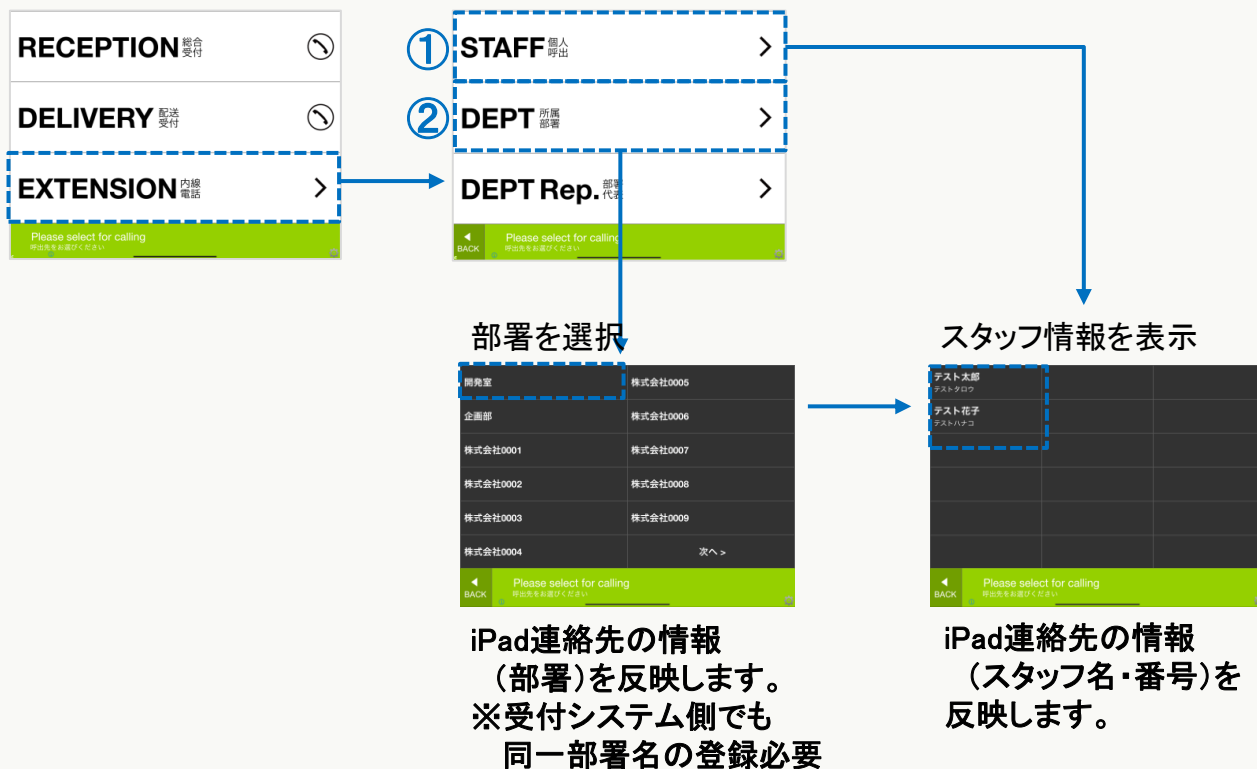 RECEPTION 総合受付
DELIVERY 配送受付
EXTENSION 内線電話
Please select for calling
呼出先をお選びください
① STAFF 個人呼出
② DEPT 所属部署
DEPT Rep. 部署代表
BACK
Please select for calling
呼出先をお選びください
部署を選択
開発室 株式会社0005
企画部 株式会社0006
株式会社0001 株式会社0007
株式会社0002 株式会社0008
株式会社0003 株式会社0009
株式会社0004 次へ >
BACK
Please select for calling
呼出先をお選びください
iPad連絡先の情報
（部署）を反映します。
※受付システム側でも
同一部署名の登録必要
スタッフ情報を表示
テスト太郎
テストタロウ
テスト花子
テストハナコ
BACK
Please select for calling
呼出先をお選びください
iPad連絡先の情報
（スタッフ名・番号）を
反映します。